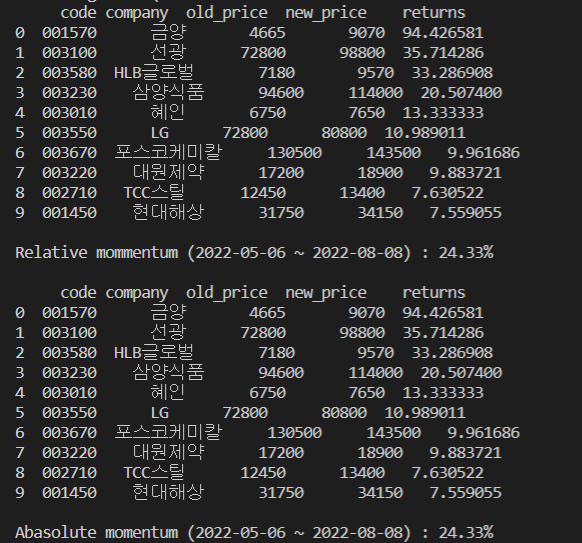 code company old_price new_price returns
0 001570 금양 4665 9070 94.426581
1 003100 선광 72800 98800 35.714286
2 003580 HLB글로벌 7180 9570 33.286908
3 003230 삼양식품 94600 114000 20.507400
4 003010 혜인 6750 7650 13.333333
5 003550 LG 72800 80800 10.989011
6 003670 포스코케미칼 130500 143500 9.961686
7 003220 대원제약 17200 18900 9.883721
8 002710 TCC스틸 12450 13400 7.630522
9 001450 현대해상 31750 34150 7.559055
Relative mommentum (2022-05-06 ~ 2022-08-08) : 24.33%
code company old_price new_price returns
0 001570 금양 4665 9070 94.426581
1 003100 선광 72800 98800 35.714286
2 003580 HLB글로벌 7180 9570 33.286908
3 003230 삼양식품 94600 114000 20.507400
4 003010 혜인 6750 7650 13.333333
5 003550 LG 72800 80800 10.989011
6 003670 포스코케미칼 130500 143500 9.961686
7 003220 대원제약 17200 18900 9.883721
8 002710 TCC스틸 12450 13400 7.630522
9 001450 현대해상 31750 34150 7.559055
Abasolute momentum (2022-05-06 ~ 2022-08-08) : 24.33%